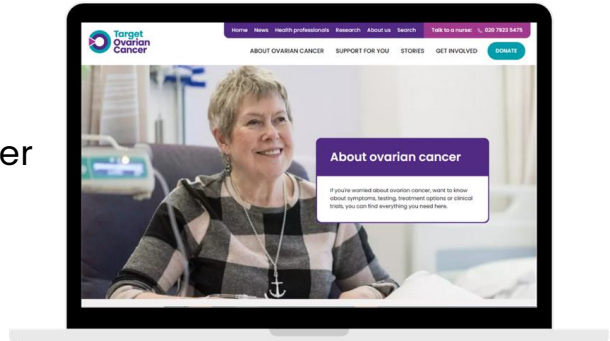 er
Target
Ovarian
Cancer
Home News Health professionals Research About us Search Talk to a nurse: 020 7923 5475
ABOUT OVARIAN CANCER SUPPORT FOR YOU STORIES GET INVOLVED DONATE
About ovarian cancer
If you're worried about ovarian cancer, want to know
about symptoms, testing, treatment options or clinical
trials, you can find everything you need here.